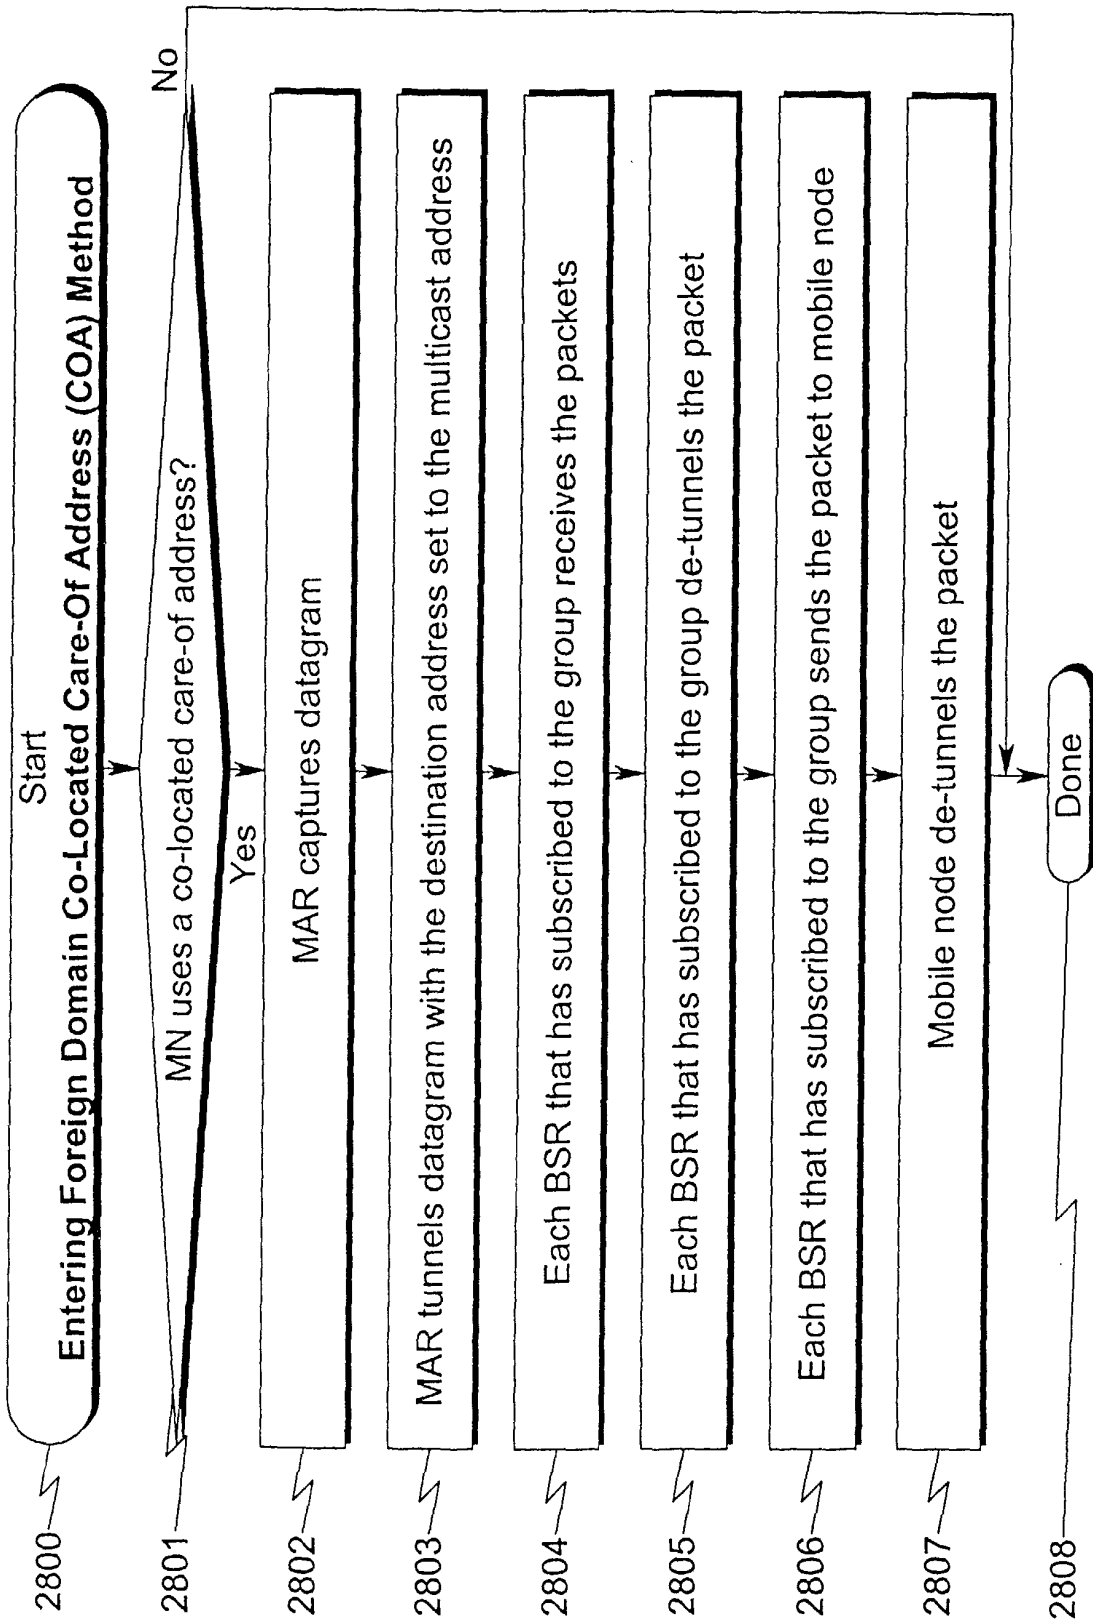 Start
Entering Foreign Domain Co-Located Care-Of Address (COA) Method
2800
MN uses a co-located care-of address?
No
Yes
2801
MAR captures datagram
2802
MAR tunnels datagram with the destination address set to the multicast address
2803
Each BSR that has subscribed to the group receives the packets
2804
Each BSR that has subscribed to the group de-tunnels the packet
2805
Each BSR that has subscribed to the group sends the packet to mobile node
2806
Mobile node de-tunnels the packet
2807
Done
2808